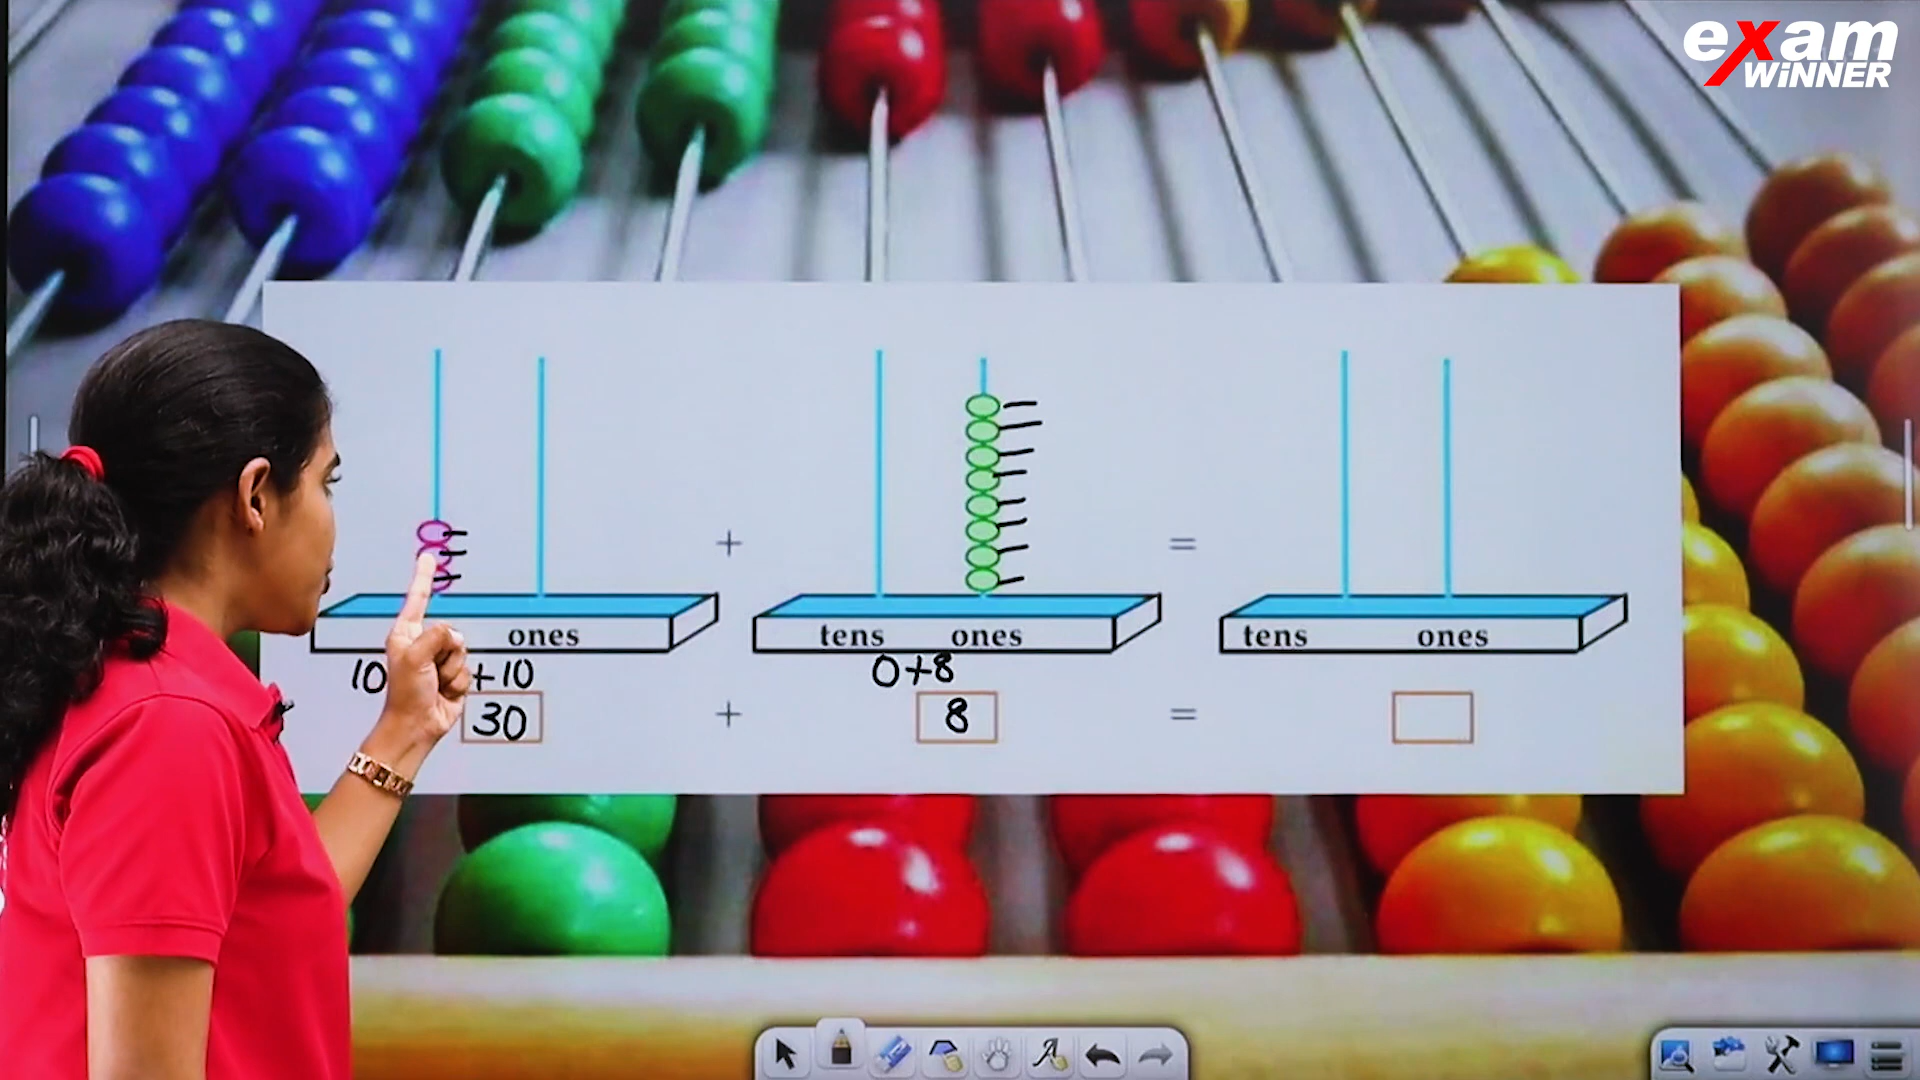 exam
WiNNER
+
=
ones
tens ones
tens ones
10 +10
0+8
30 + 8 =